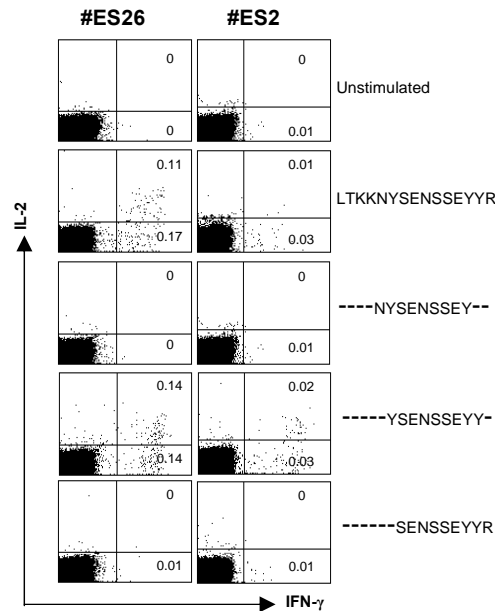 #ES26 #ES2
0 0
Unstimulated
0 0.01
0.11 0.01
LTKKNYSENSSEYYR
0.17 0.03
0 0
----NYSENSSEY--
0 0.01
0.14 0.02
-----YSENSSEYY-
0.14 0.03
0 0
------SENSSEYYR
0.01 0.01
IL-2
IFN-γ